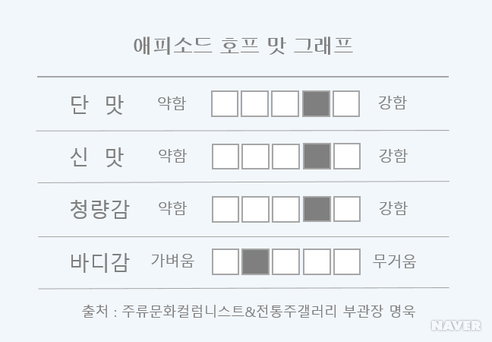 애피소드 호프 맛 그래프
단 맛 약함 강함
신 맛 약함 강함
청량감 약함 강함
바디감 가벼움 무거움
출처 : 주류문화컬럼니스트&전통주갤러리 부관장 명욱
NAVER